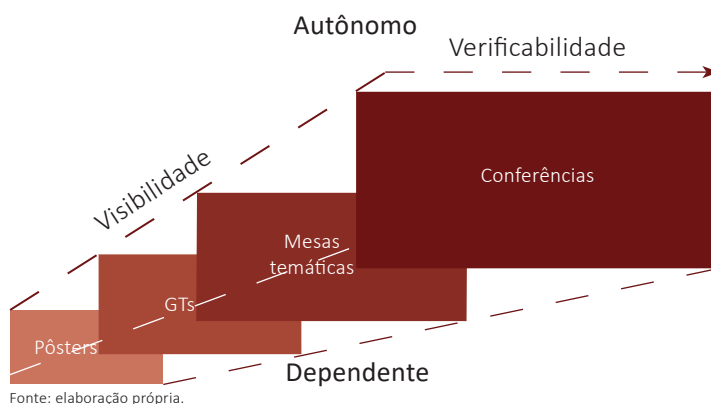 Autônomo
Verificabilidade
Visibilidade
Conferências
Mesas
temáticas
GTs
Pôsters
Dependente
Fonte: elaboração própria.